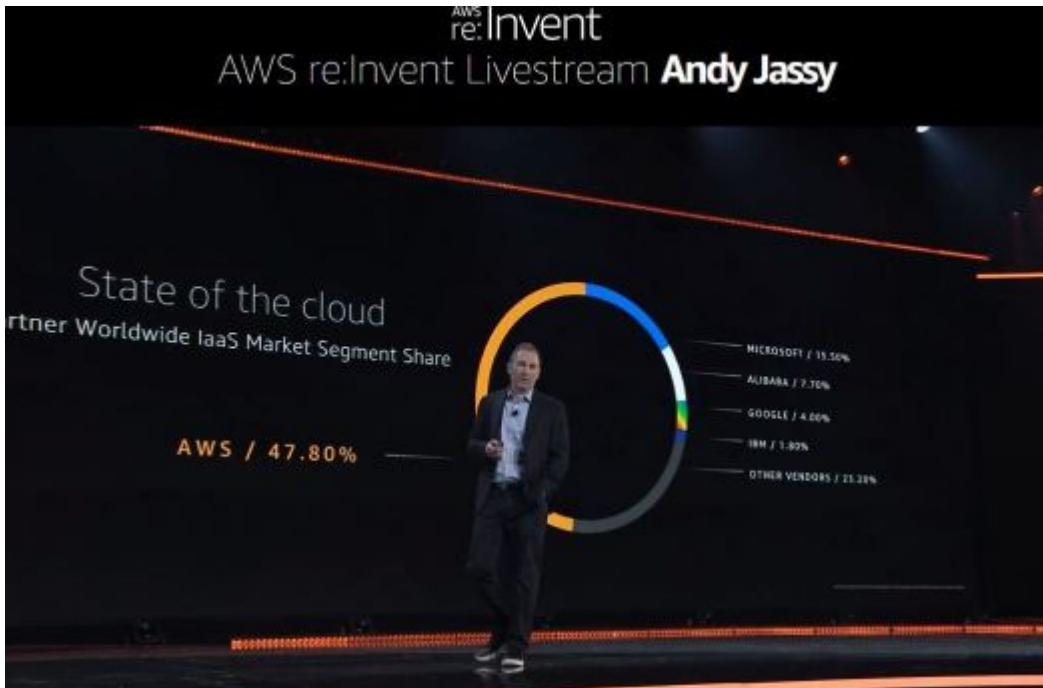 AWS
re:Invent
AWS re:Invent Livestream Andy Jassy
State of the cloud
rtner Worldwide IaaS Market Segment Share
AWS / 47.80%
MICROSOFT / 15.50%
ALIBABA / 7.70%
GOOGLE / 4.00%
IBM / 1.80%
OTHER VENDORS / 23.20%